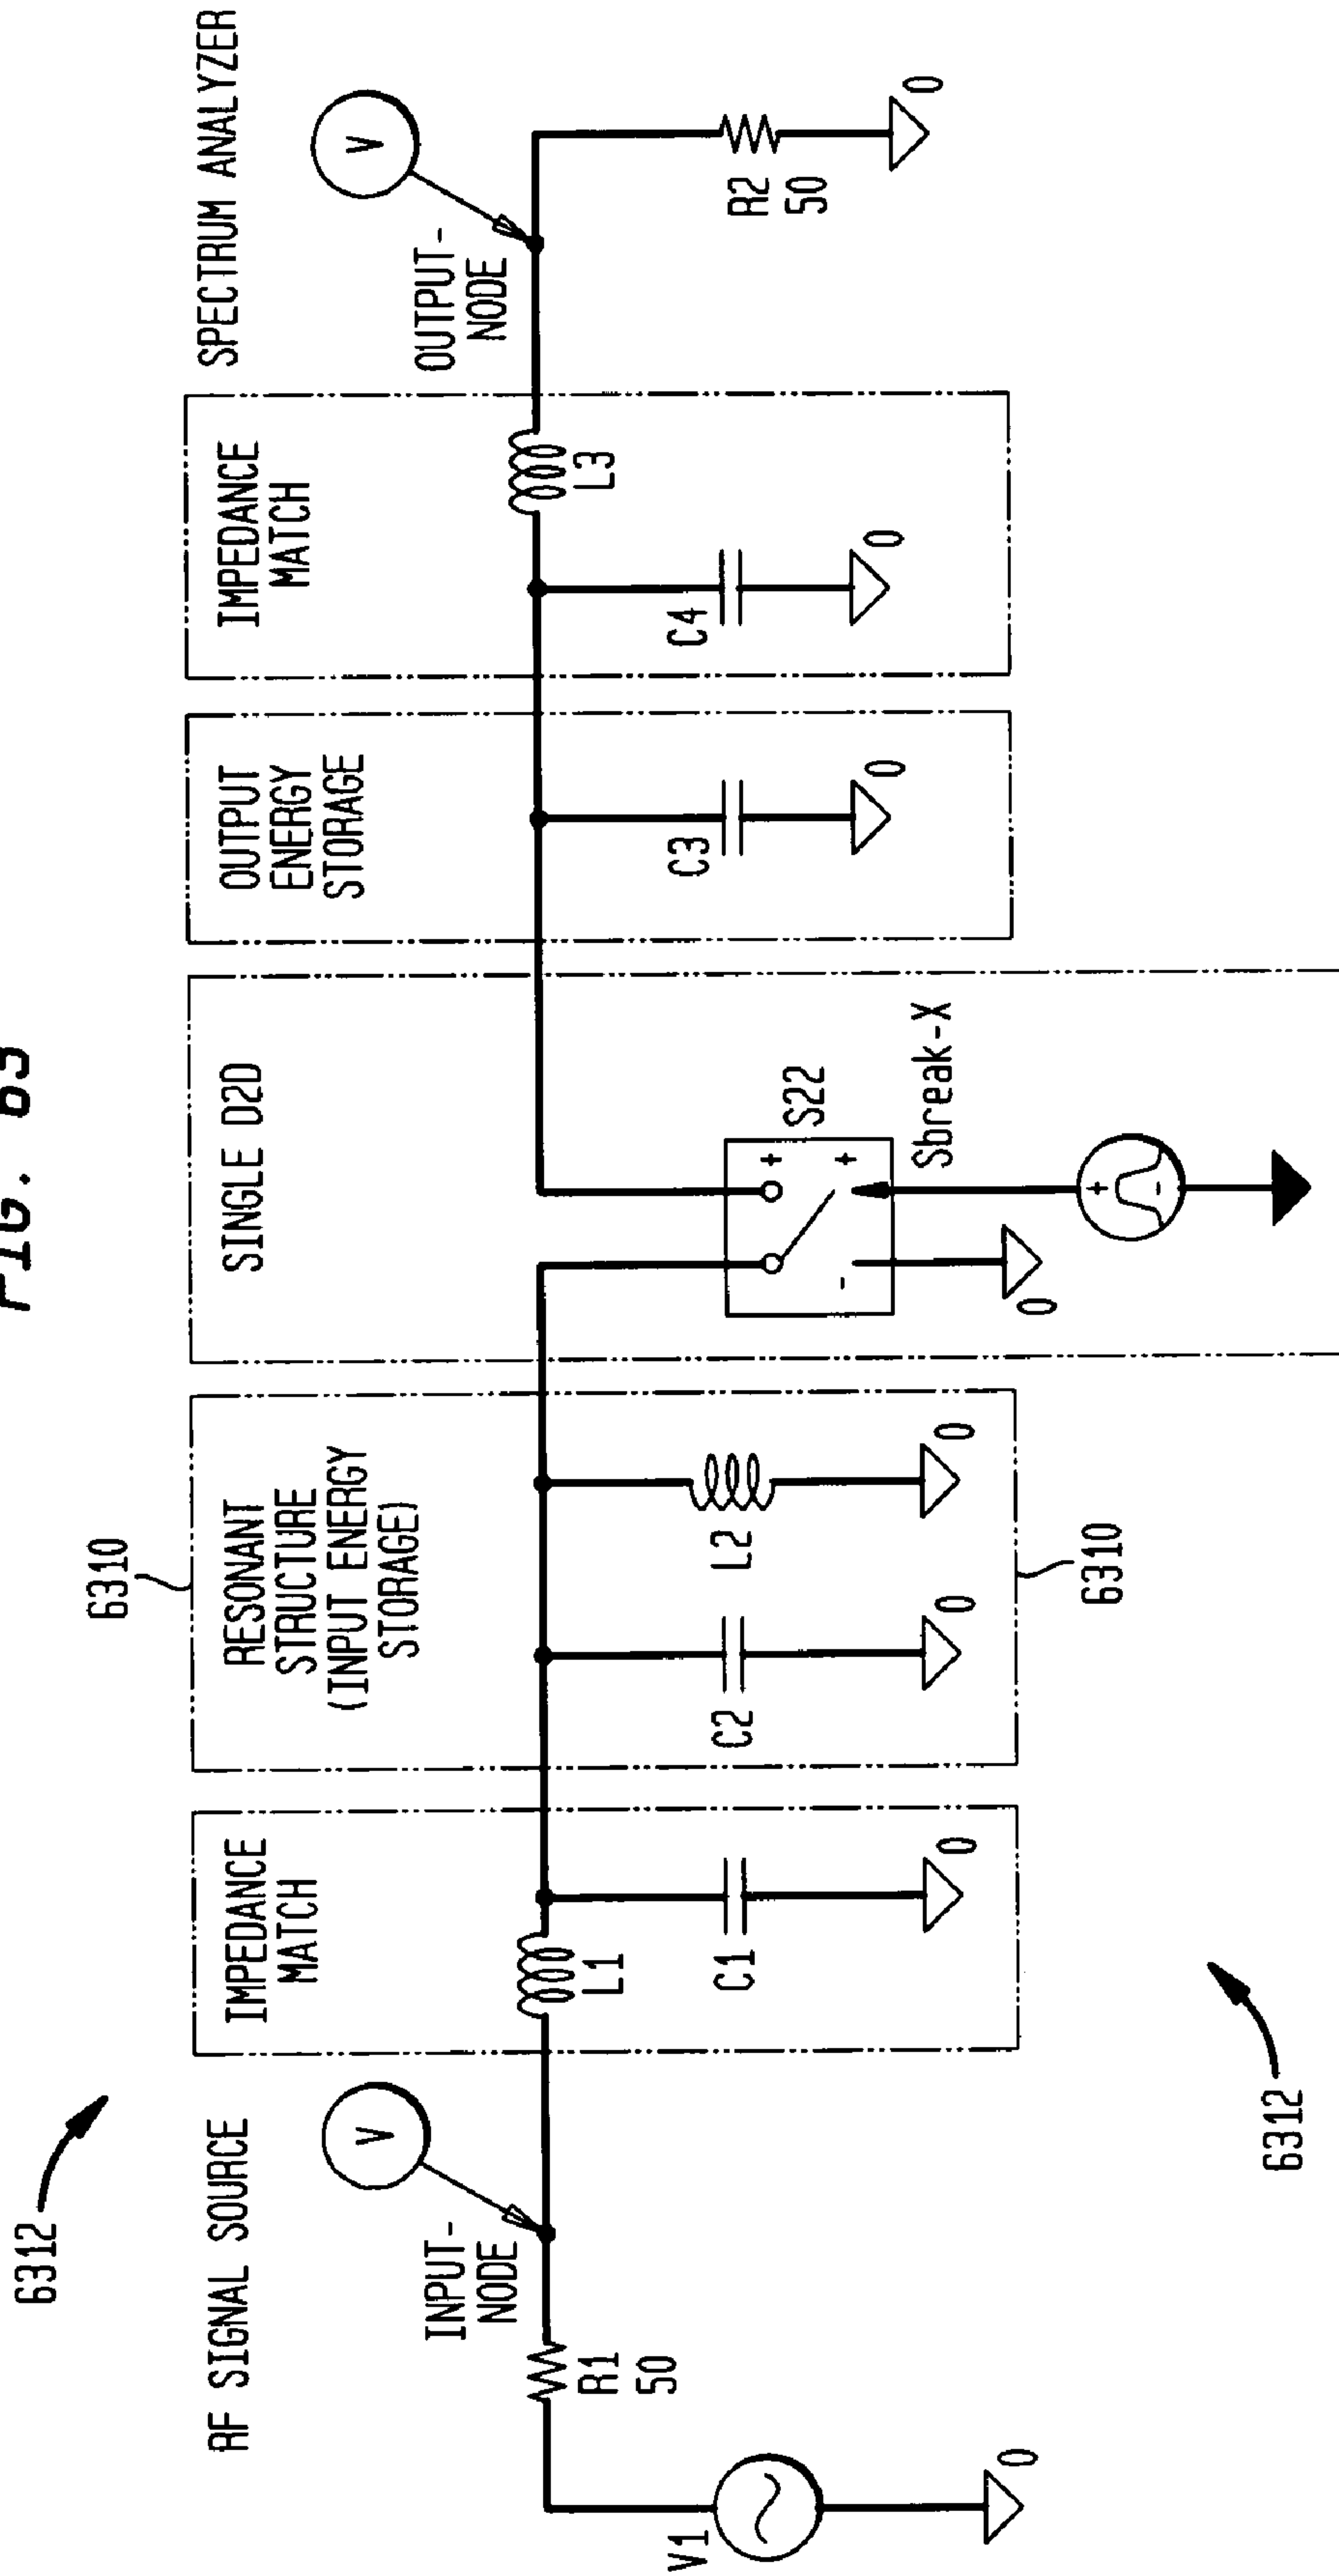 FIG. 63
6312
6310
RF SIGNAL SOURCE
IMPEDANCE
MATCH
RESONANT
STRUCTURE
(INPUT ENERGY
STORAGE)
SINGLE D2D
OUTPUT
ENERGY
STORAGE
IMPEDANCE
MATCH
SPECTRUM ANALYZER
V
V
INPUT-
NODE
OUTPUT-
NODE
R1
50
L1
L3
V1
C1
C2
L2
S22
+
+
-
Sbreak-X
+
-
C3
C4
R2
50
0
0
0
0
0
0
0
0
6312
6310